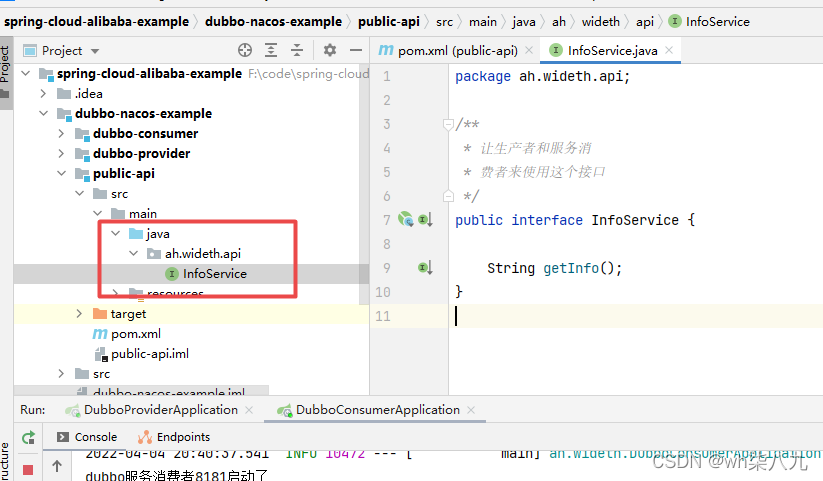 spring-cloud-alibaba-example dubbo-nacos-example public-api src main java ah wideth api InfoService
Project
Project
pom.xml (public-api)
InfoService.java
spring-cloud-alibaba-example F:\code\spring-cloud
.idea
dubbo-nacos-example
dubbo-consumer
dubbo-provider
public-api
src
main
java
ah.wideth.api
InfoService
resources
target
pom.xml
public-api.iml
src
dubbo-nacos-example.iml
1 package ah.wideth.api;
2
3 /**
4 * 让生产者和服务消
5 * 费者来使用这个接口
6 */
7 public interface InfoService {
8
9 String getInfo();
10 }
11
Run: DubboProviderApplication DubboConsumerApplication
Console Endpoints
2022-04-04 20:40:37.541 INFO 10472 --- [ main] ah.wideth.DubboConsumerApplication
dubbo服务消费者8181启动了
ructure
CSDN @wh柒八九